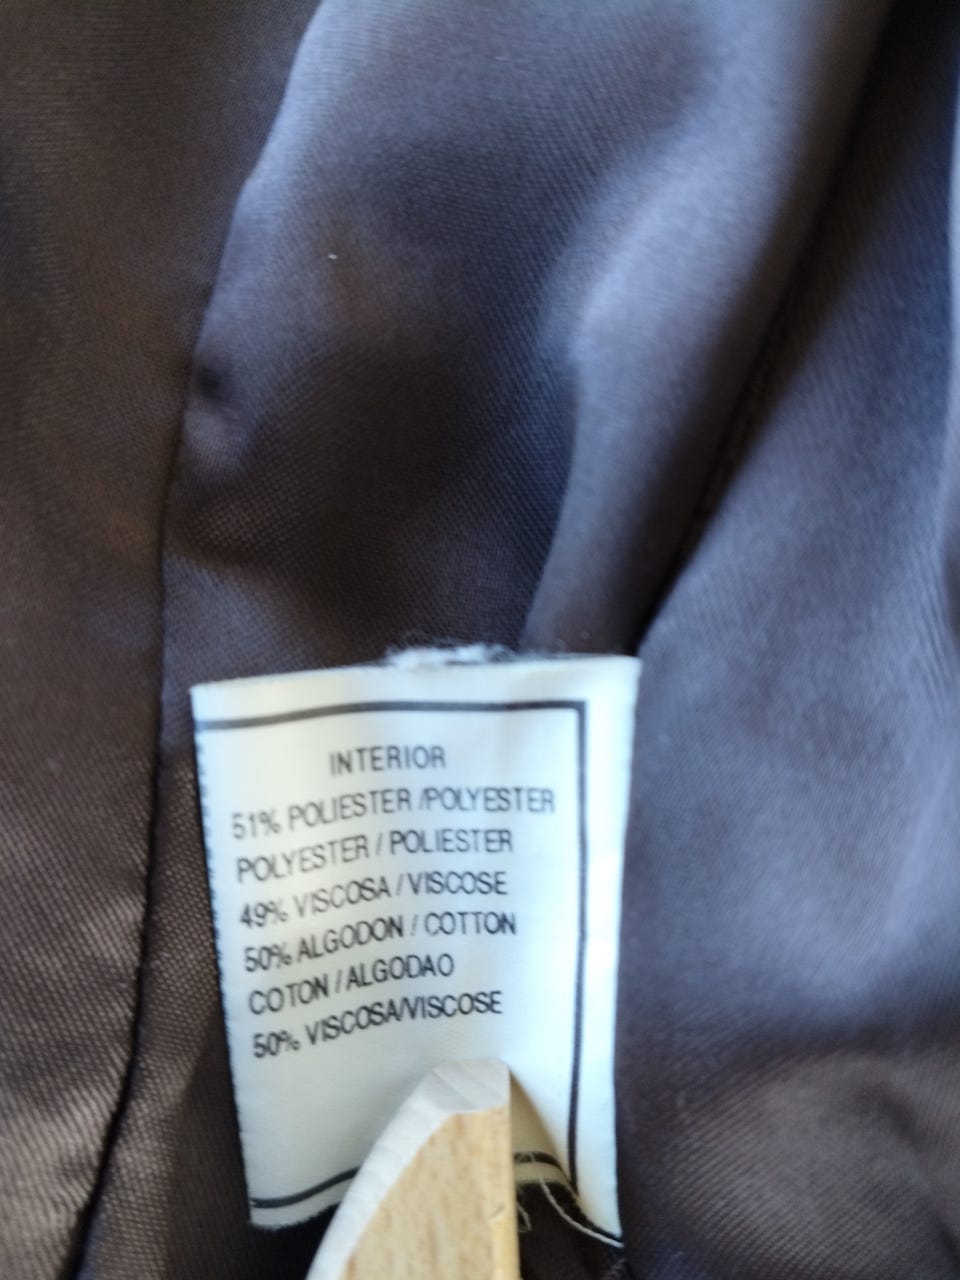 INTERIOR
51% POLIESTER /POLYESTER
POLYESTER / POLIESTER
49% VISCOSA / VISCOSE
50% ALGODON / COTTON
COTON / ALGODAO
50% VISCOSA/VISCOSE